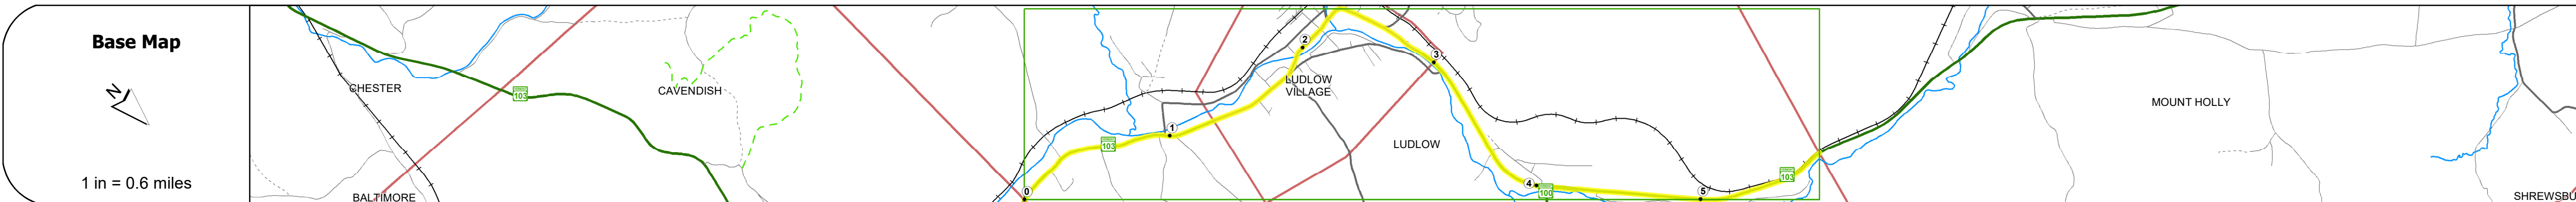 Base Map
N
1 in = 0.6 miles
CHESTER
103
BALTIMORE
CAVENDISH
0
103
1
2
LUDLOW
VILLAGE
3
LUDLOW
4
100
5
103
MOUNT HOLLY
SHREWSBU